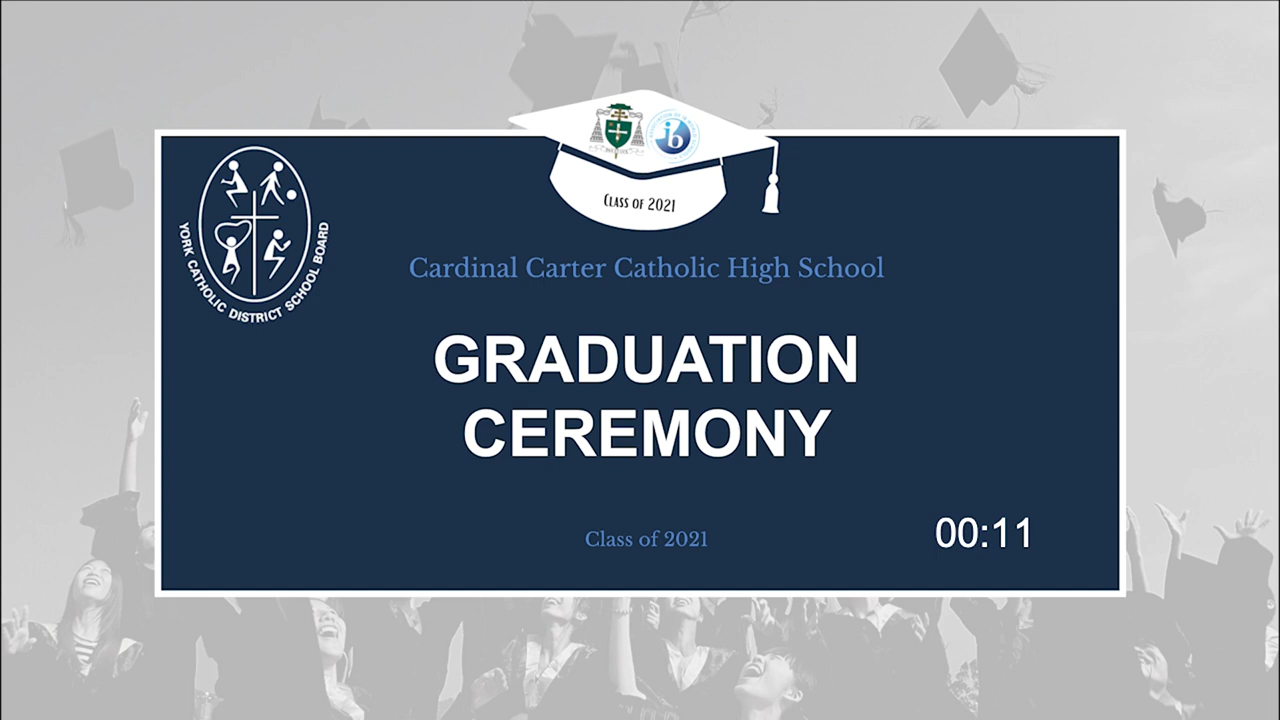 CLASS OF 2021
YORK CATHOLIC DISTRICT SCHOOL BOARD
Cardinal Carter Catholic High School
GRADUATION
CEREMONY
Class of 2021
00:11